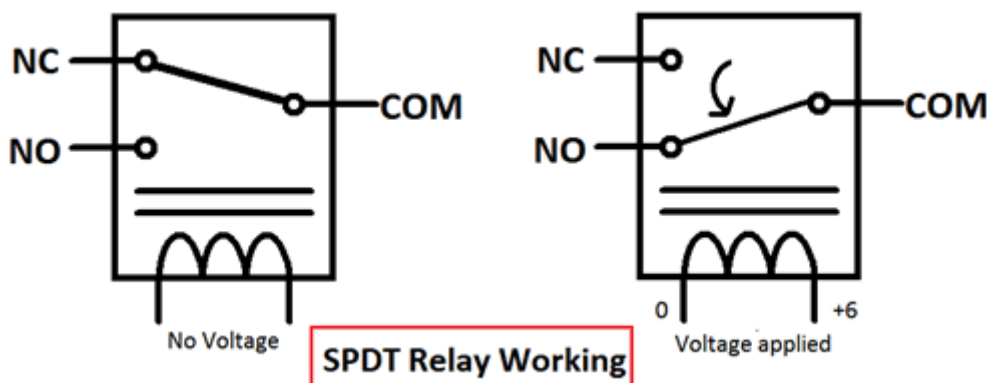 NC
COM
NO
No Voltage
NC
COM
NO
0
+6
Voltage applied
SPDT Relay Working